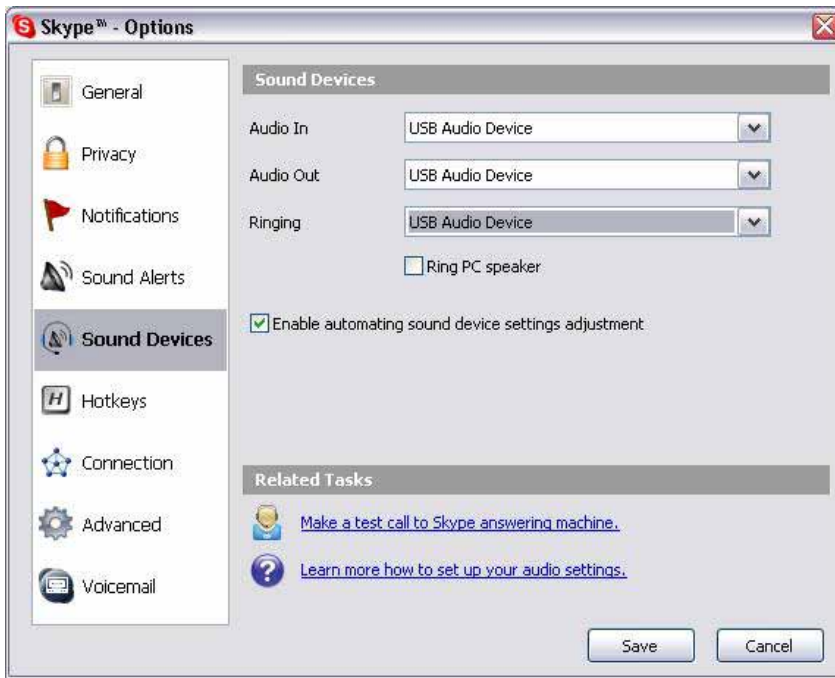 Skype™ - Options
General
Privacy
Notifications
Sound Alerts
Sound Devices
Hotkeys
Connection
Advanced
Voicemail
Sound Devices
Audio In USB Audio Device
Audio Out USB Audio Device
Ringing USB Audio Device
Ring PC speaker
Enable automating sound device settings adjustment
Related Tasks
Make a test call to Skype answering machine.
Learn more how to set up your audio settings.
Save Cancel